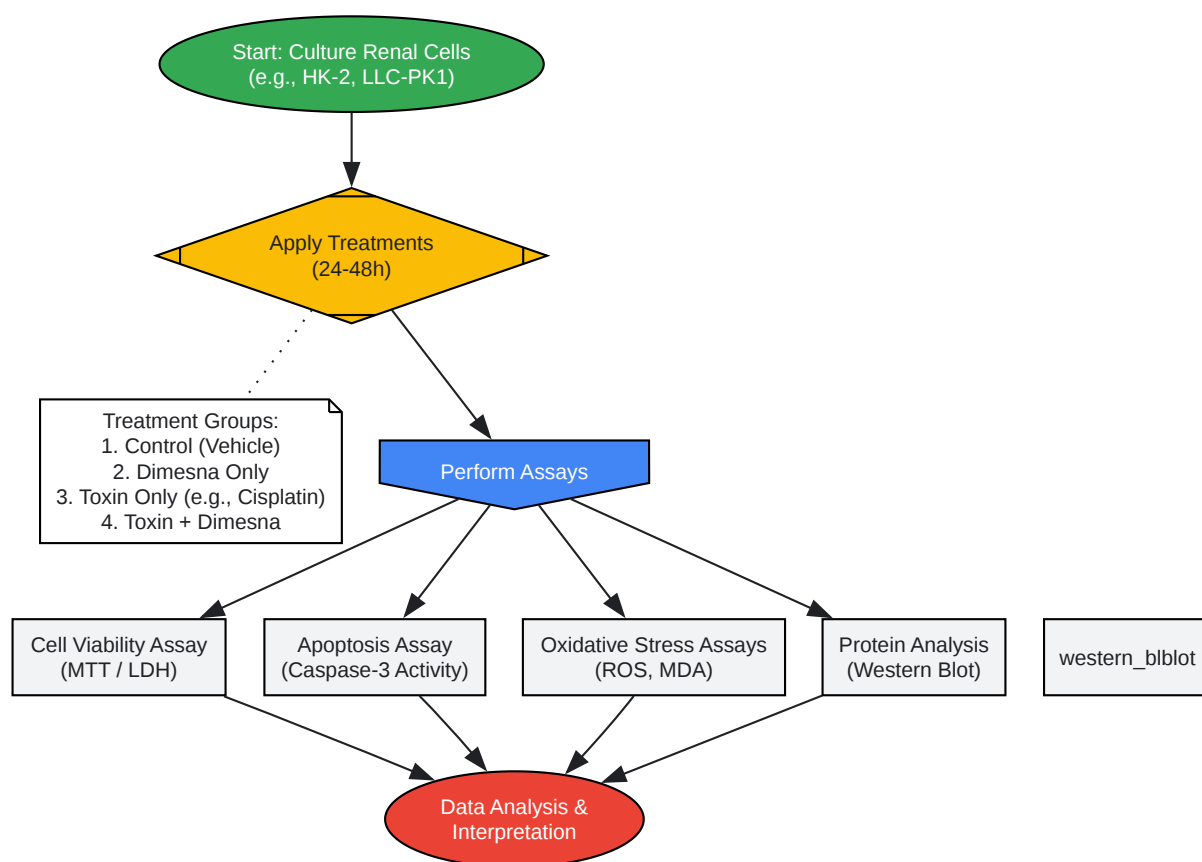 Start: Culture Renal Cells
(e.g., HK-2, LLC-PK1)
Apply Treatments
(24-48h)
Treatment Groups:
1. Control (Vehicle)
2. Dimesna Only
3. Toxin Only (e.g., Cisplatin)
4. Toxin + Dimesna
Perform Assays
Cell Viability Assay
(MTT / LDH)
Apoptosis Assay
(Caspase-3 Activity)
Oxidative Stress Assays
(ROS, MDA)
Protein Analysis
(Western Blot)
western_blblot
Data Analysis &
Interpretation